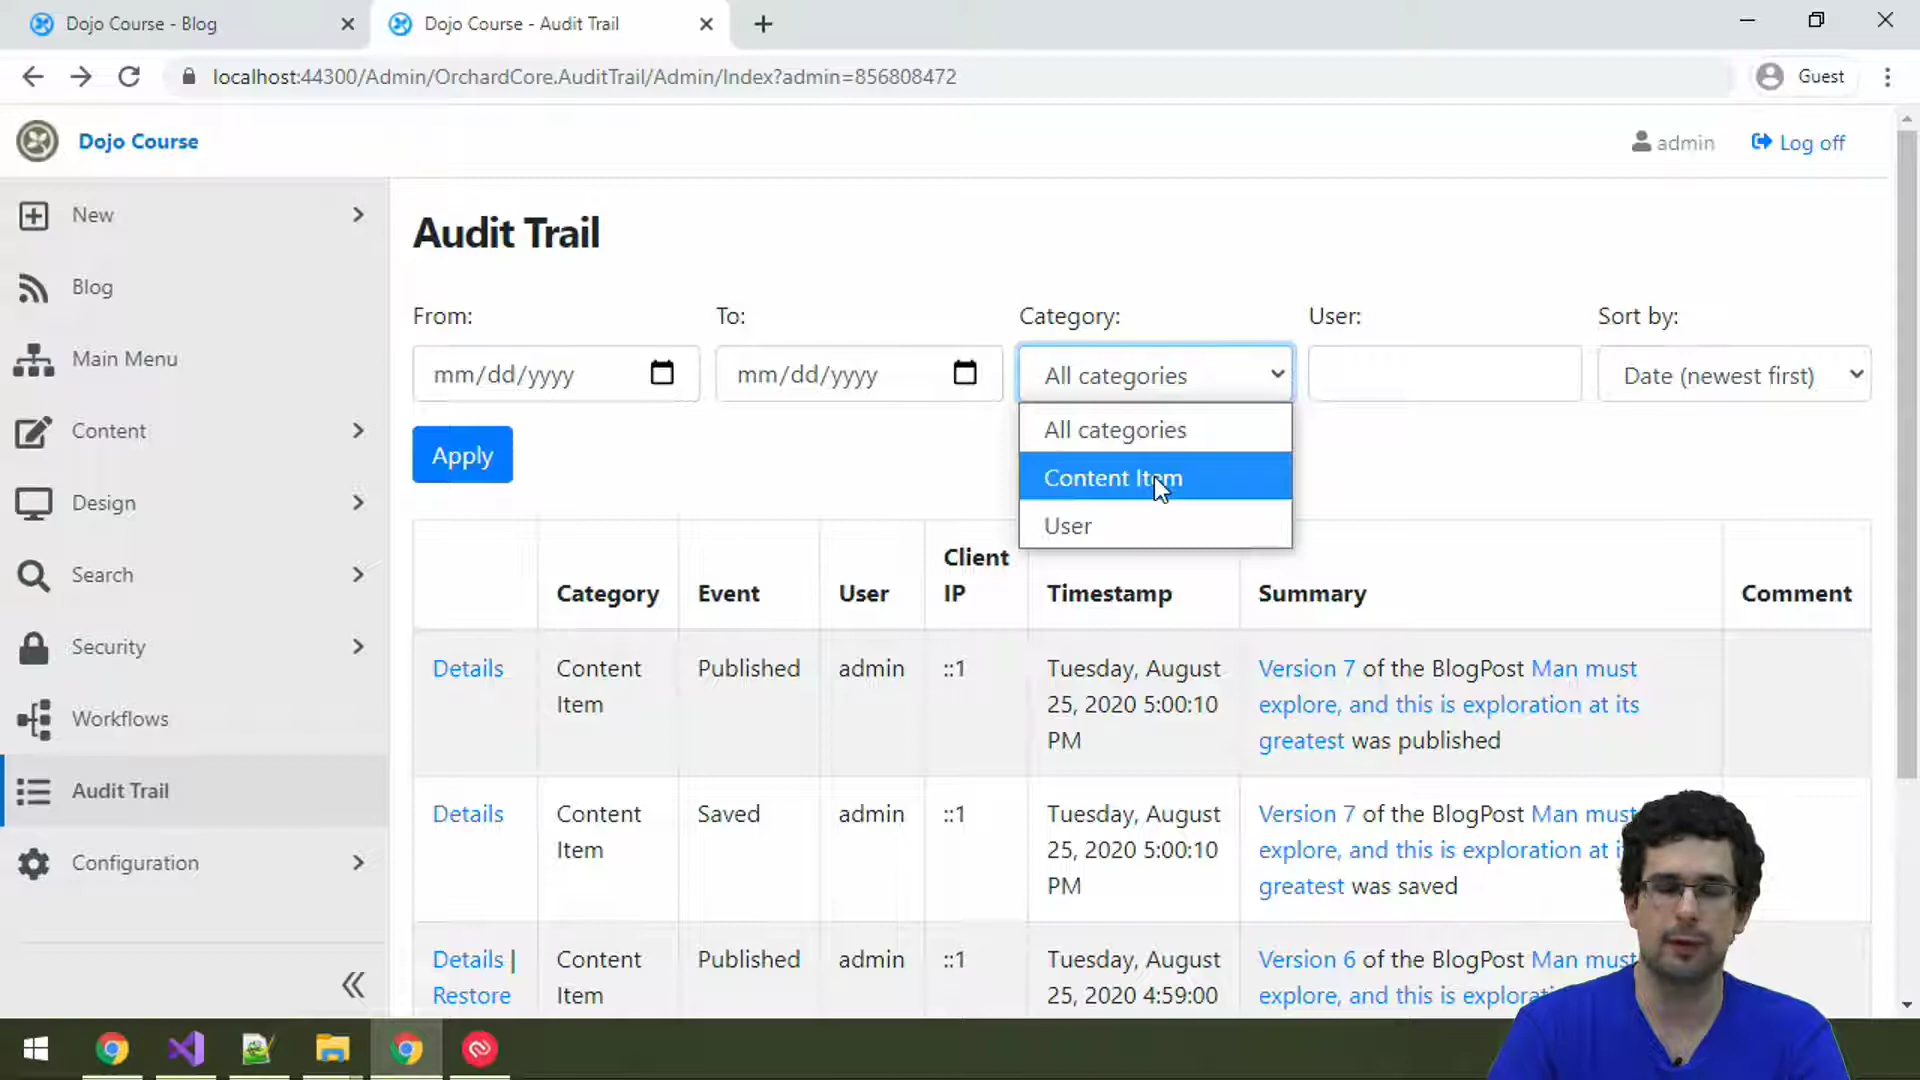 Dojo Course - Blog
Dojo Course - Audit Trail
localhost:44300/Admin/OrchardCore.AuditTrail/Admin/Index?admin=856808472
Guest
Dojo Course
admin
Log off
New
Blog
Main Menu
Content
Design
Search
Security
Workflows
Audit Trail
Configuration
Audit Trail
From:
To:
Category:
User:
Sort by:
mm/dd/yyyy
mm/dd/yyyy
All categories
Date (newest first)
All categories
Content Item
User
Apply
Category
Event
User
Client
IP
Timestamp
Summary
Comment
Details
Content
Item
Published
admin
::1
Tuesday, August
25, 2020 5:00:10
PM
Version 7 of the BlogPost Man must
explore, and this is exploration at its
greatest was published
Details
Content
Item
Saved
admin
::1
Tuesday, August
25, 2020 5:00:10
PM
Version 7 of the BlogPost Man must
explore, and this is exploration at
greatest was saved
Details |
Restore
Content
Item
Published
admin
::1
Tuesday, August
25, 2020 4:59:00
Version 6 of the BlogPost Man must
explore, and this is